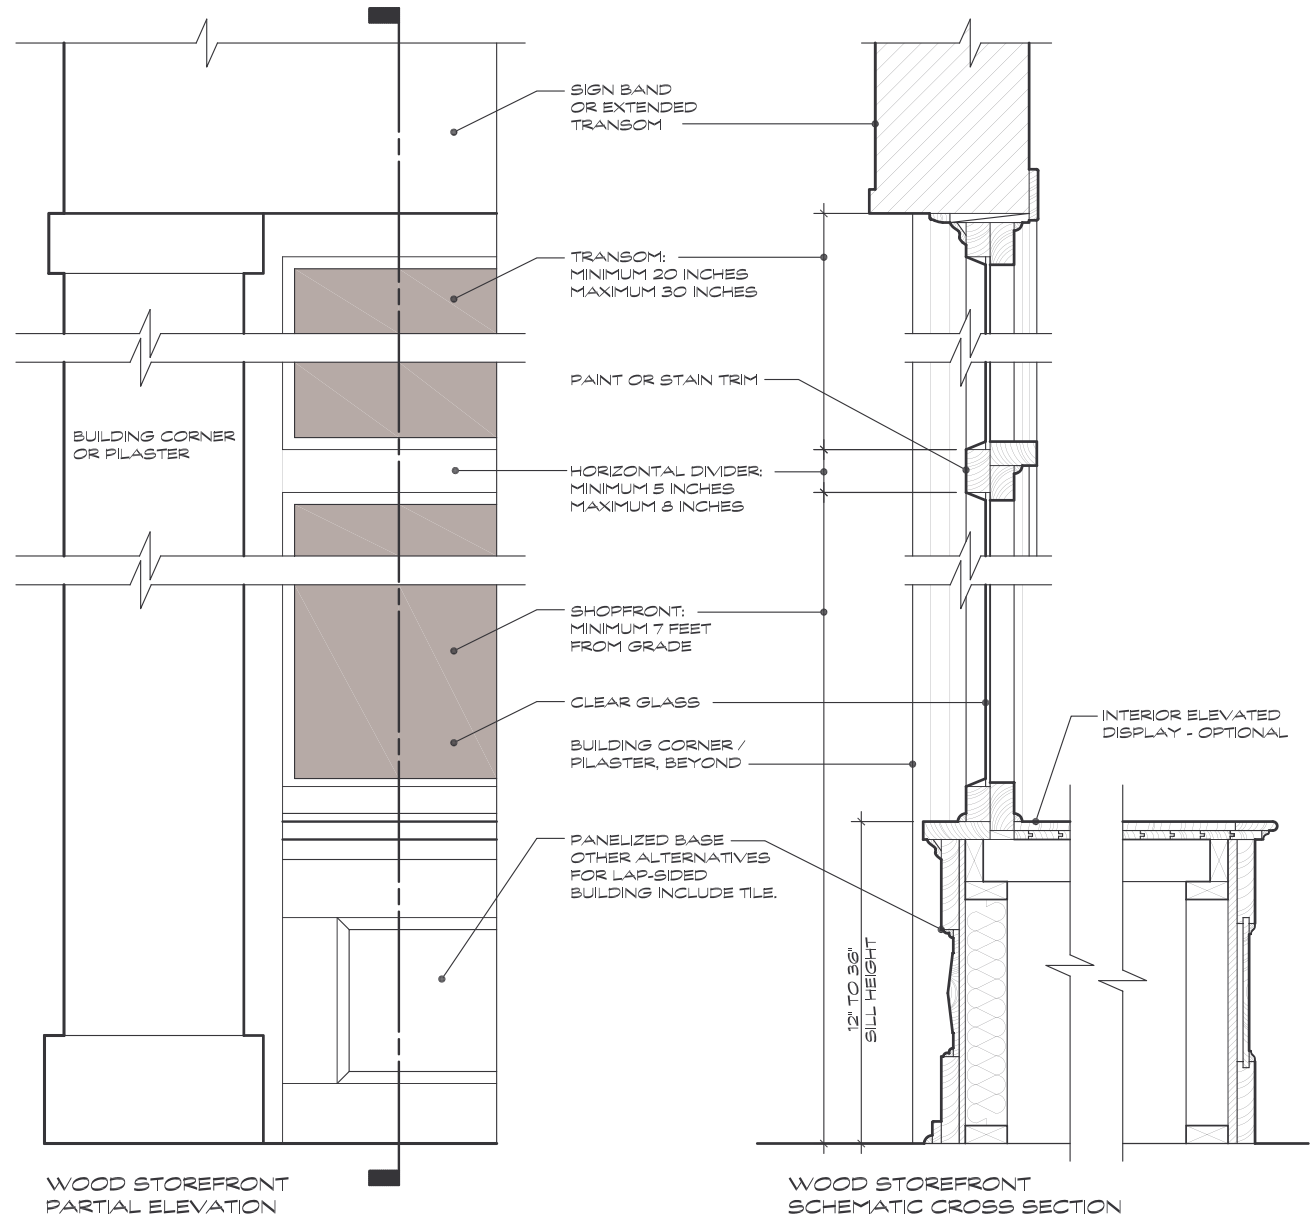 SIGN BAND
OR EXTENDED
TRANSOM
TRANSOM:
MINIMUM 20 INCHES
MAXIMUM 30 INCHES
PAINT OR STAIN TRIM
BUILDING CORNER
OR PILASTER
HORIZONTAL DIVIDER:
MINIMUM 5 INCHES
MAXIMUM 8 INCHES
SHOPFRONT:
MINIMUM 7 FEET
FROM GRADE
CLEAR GLASS
BUILDING CORNER /
PILASTER, BEYOND
INTERIOR ELEVATED
DISPLAY - OPTIONAL
PANELIZED BASE
OTHER ALTERNATIVES
FOR LAP-SIDED
BUILDING INCLUDE TILE.
12" TO 36"
SILL HEIGHT
WOOD STOREFRONT
PARTIAL ELEVATION
WOOD STOREFRONT
SCHEMATIC CROSS SECTION